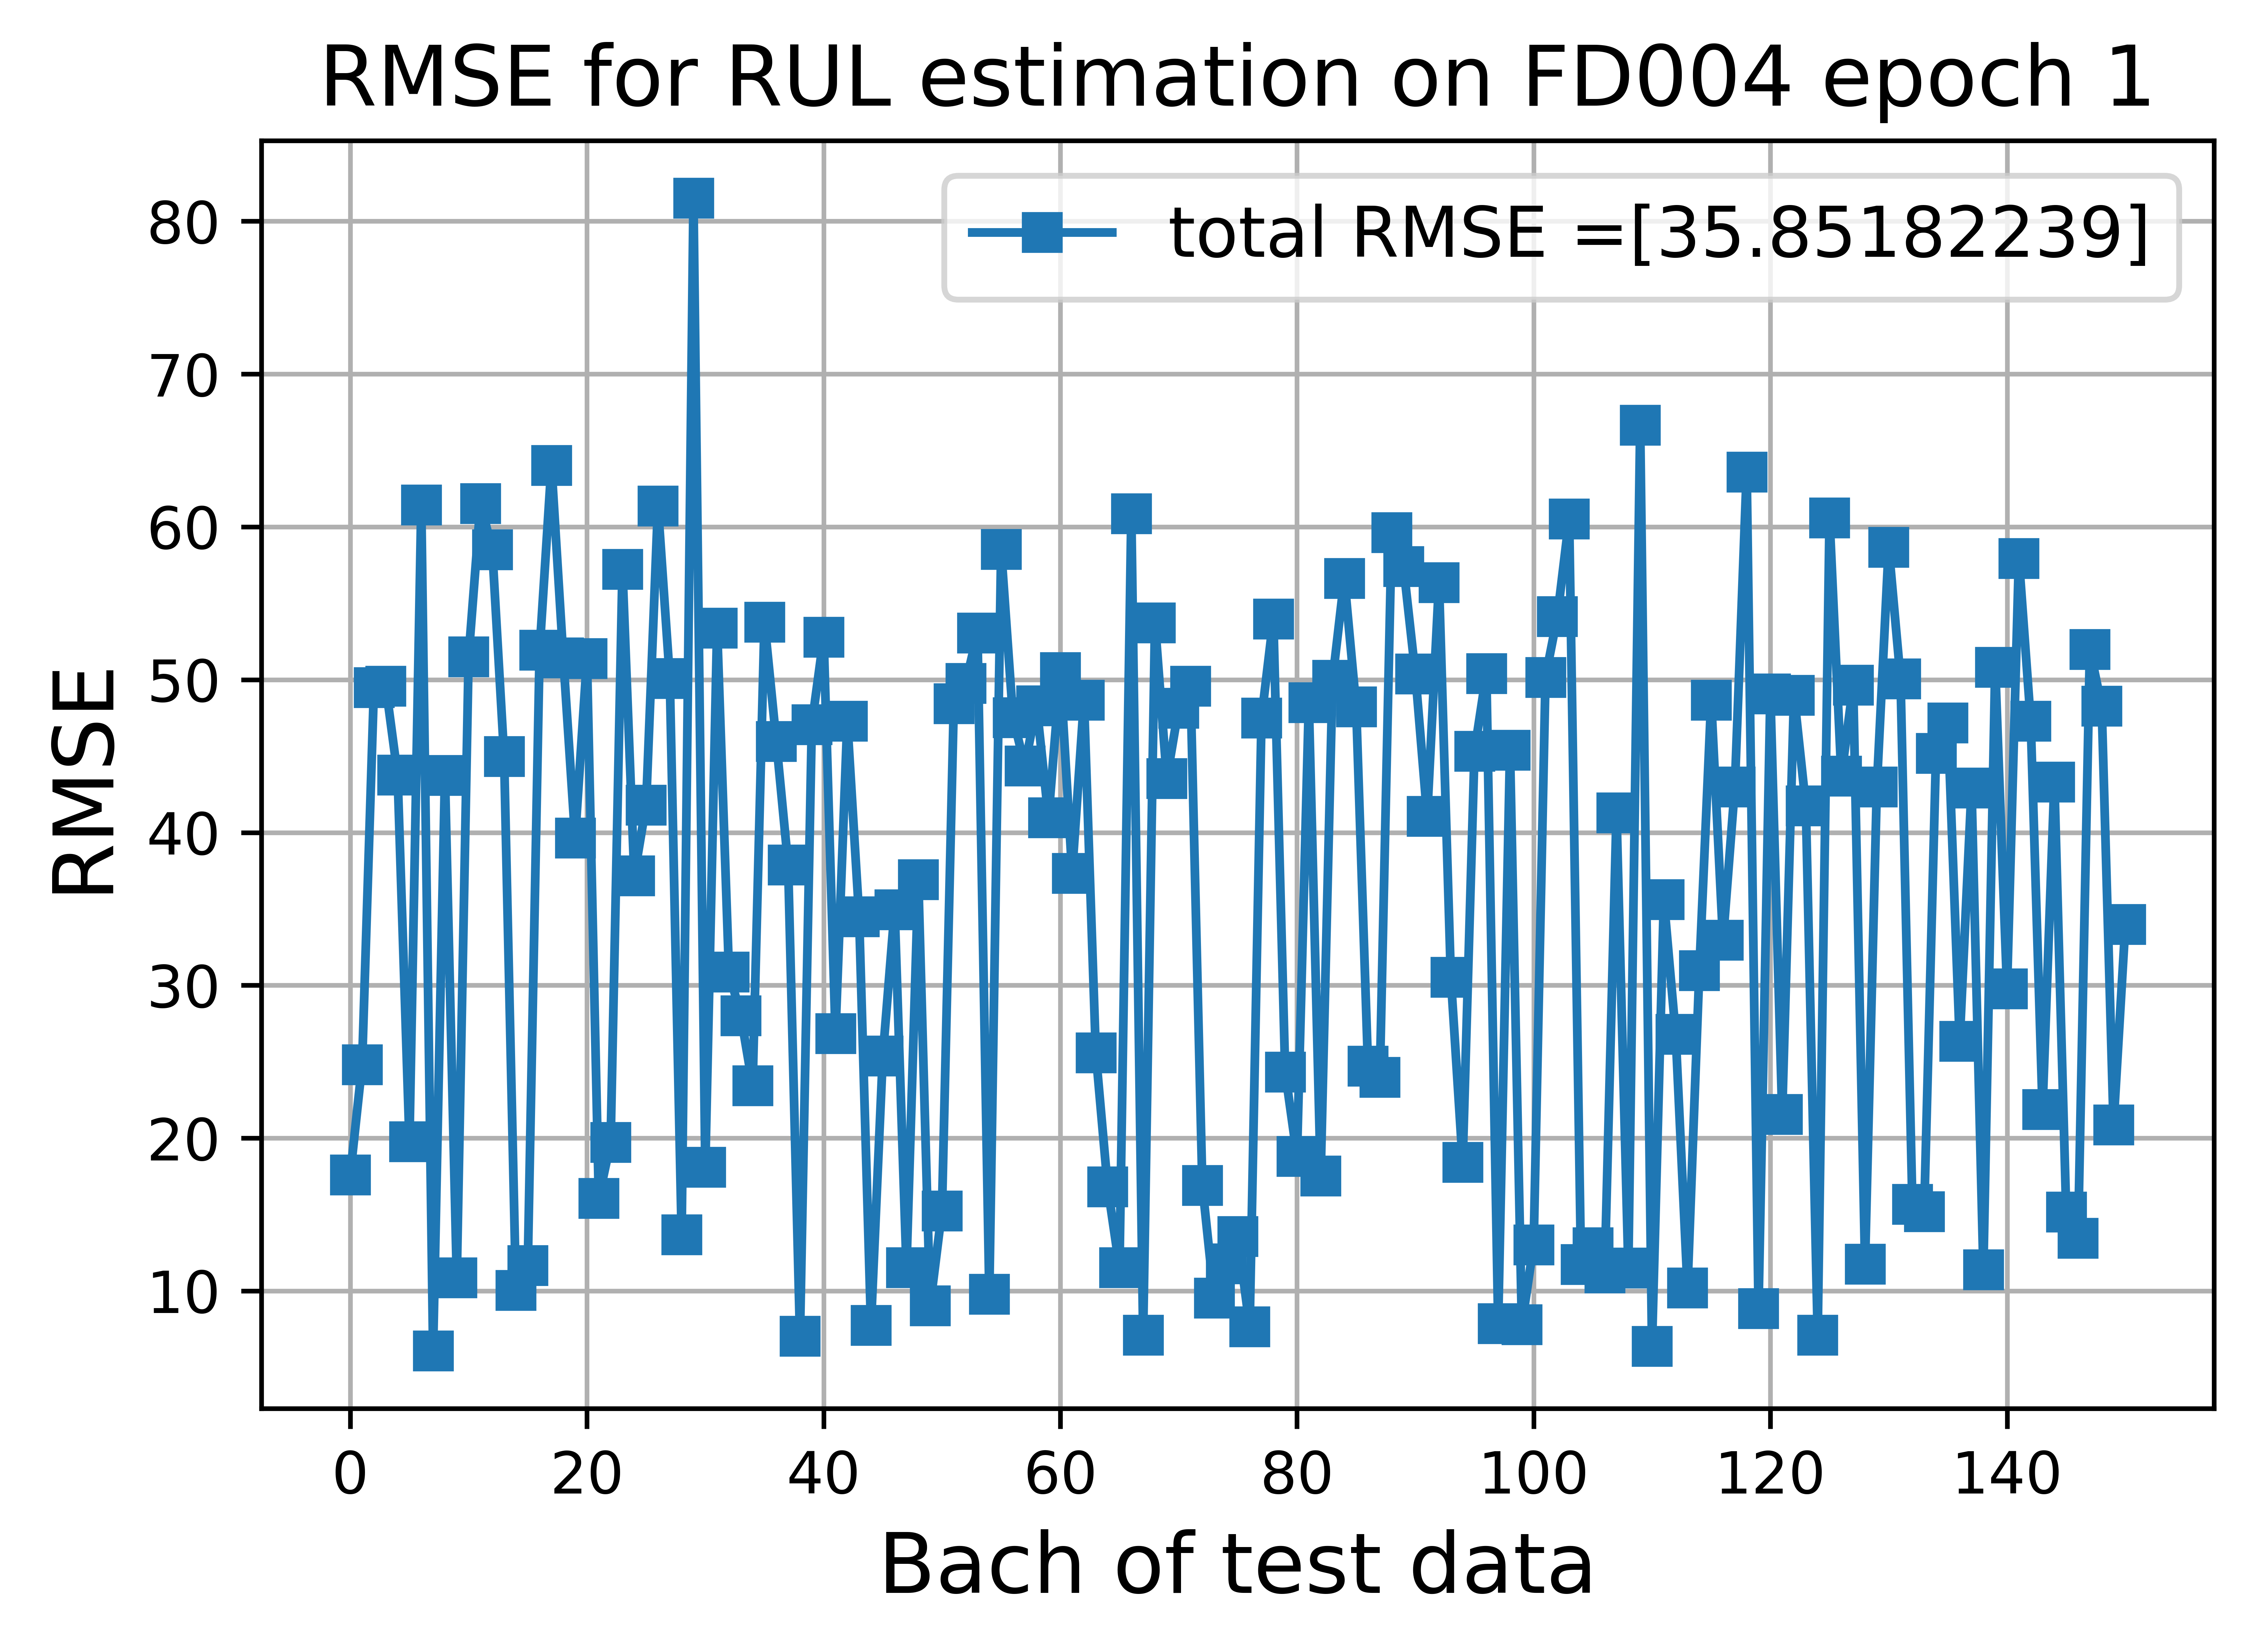 RMSE for RUL estimation on FD004 epoch 1
total RMSE =[35.85182239]
80
70
60
50
40
30
20
10
RMSE
0 20 40 60 80 100 120 140
Bach of test data